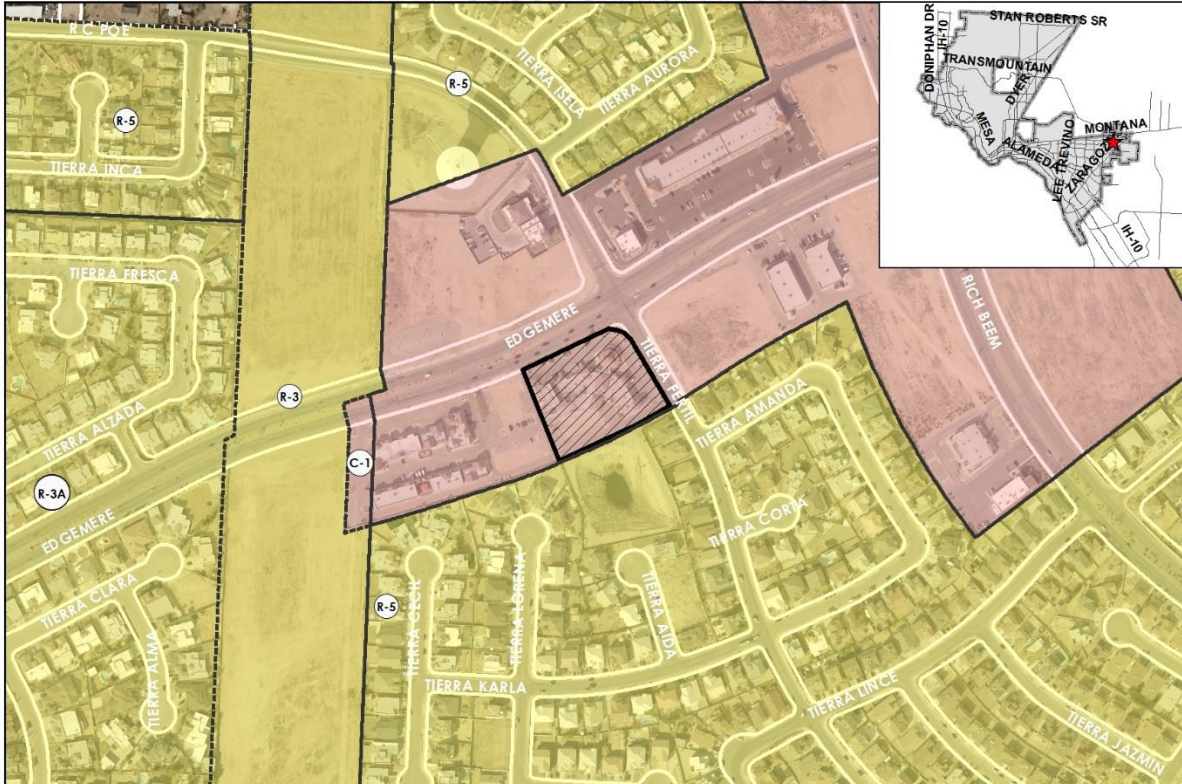 R C POE
R-5
TIERRA INCA
TIERRA FRESCA
TIERRA ALZADA
R-3A
EDGEMERE
TIERRA CLARA
TIERRA ALMA
R-3
C-1
R-5
TIERRA ISELA
TIERRA AURORA
R-5
EDGEMERE
TIERRA FERTIL
TIERRA AMANDA
TIERRA CORTA
TIERRA CECIL
TIERRA LORENA
TIERRA AIDA
TIERRA KARLA
TIERRA LINCE
TIERRA JAZMIN
RICH BEEM
DONIPHAN DR
IH-10
STAN ROBERTS SR
TRANSMOUNTAIN
DYER
MESA
ALAMEDA
LEE TREVINO
ZARAGOZA
MONTANA
IH-10